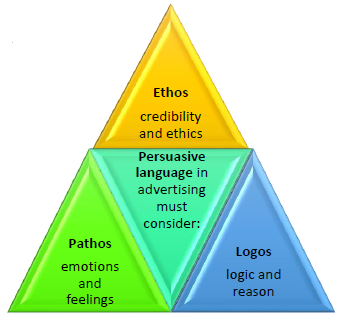 Ethos
credibility
and ethics
Persuasive
language in
advertising
must
consider:
Pathos
emotions
and
feelings
Logos
logic and
reason